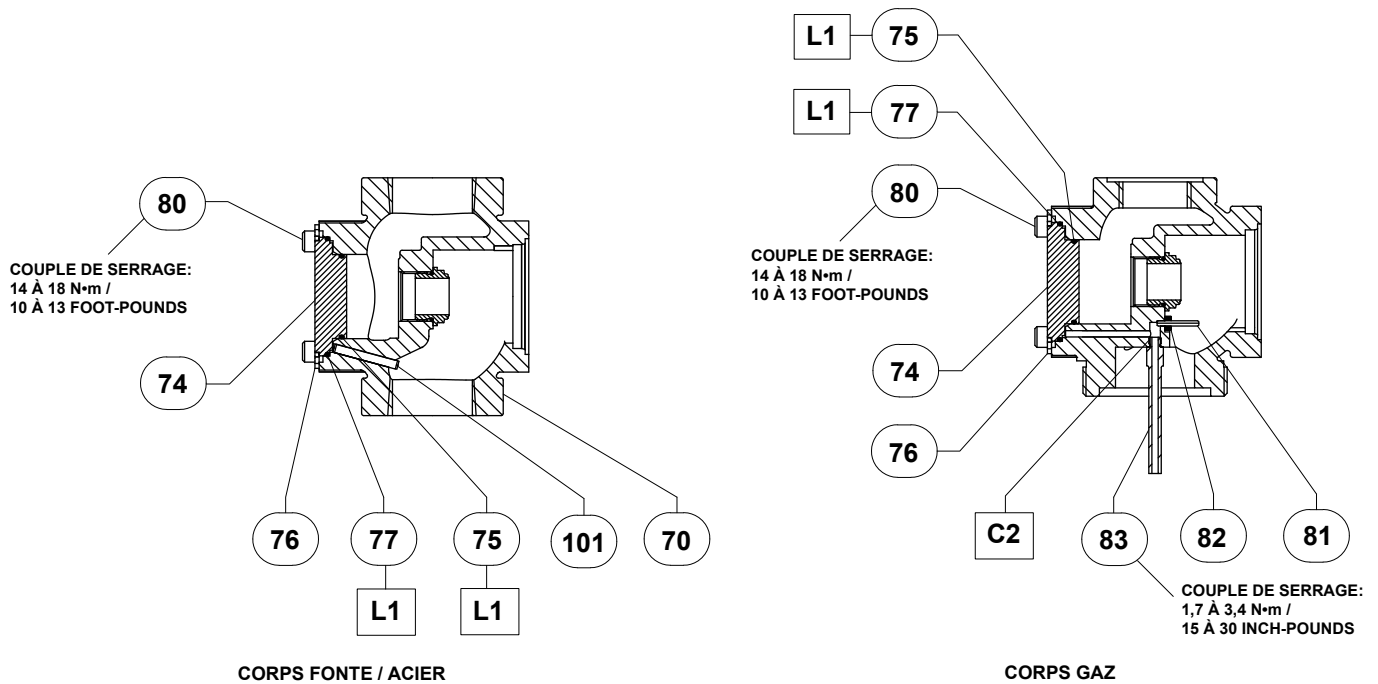 L1
75
L1
77
80
COUPLE DE SERRAGE:
14 À 18 N•m /
10 À 13 FOOT-POUNDS
74
76
77
75
101
70
L1
L1
CORPS FONTE / ACIER
80
COUPLE DE SERRAGE:
14 À 18 N•m /
10 À 13 FOOT-POUNDS
74
76
C2
83
82
81
COUPLE DE SERRAGE:
1,7 À 3,4 N•m /
15 À 30 INCH-POUNDS
CORPS GAZ